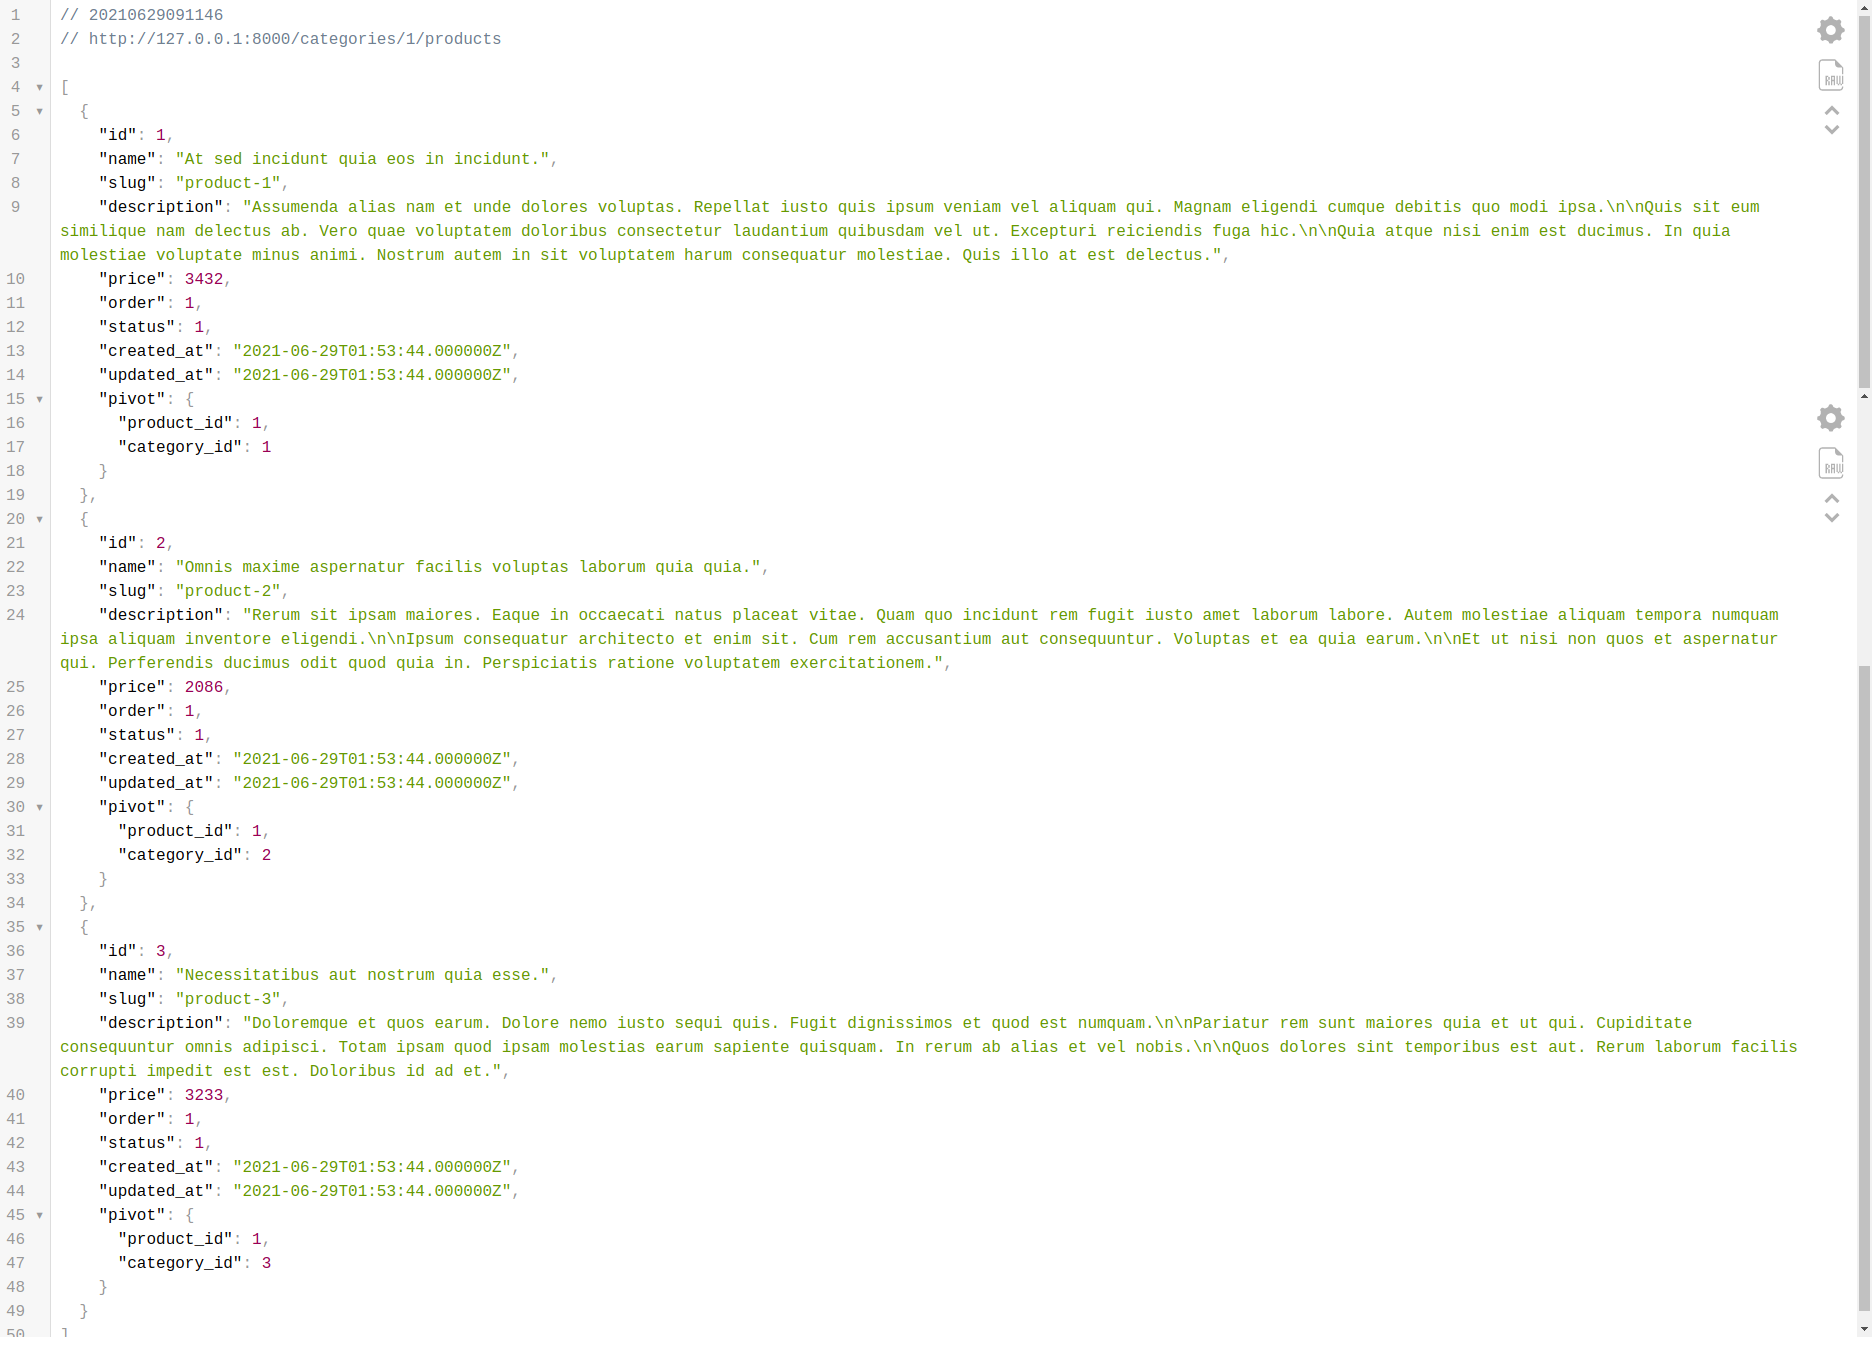 1 // 20210629091146
2 // http://127.0.0.1:8000/categories/1/products
3
4 [
5 {
6 "id": 1,
7 "name": "At sed incidunt quia eos in incidunt.",
8 "slug": "product-1",
9 "description": "Assumenda alias nam et unde dolores voluptas. Repellat iusto quis ipsum veniam vel aliquam qui. Magnam eligendi cumque debitis quo modi ipsa.\n\nQuis sit eum
similique nam delectus ab. Vero quae voluptatem doloribus consectetur laudantium quibusdam vel ut. Excepturi reiciendis fuga hic.\n\nQuia atque nisi enim est ducimus. In quia
molestiae voluptate minus animi. Nostrum autem in sit voluptatem harum consequatur molestiae. Quis illo at est delectus.",
10 "price": 3432,
11 "order": 1,
12 "status": 1,
13 "created_at": "2021-06-29T01:53:44.000000Z",
14 "updated_at": "2021-06-29T01:53:44.000000Z",
15 "pivot": {
16 "product_id": 1,
17 "category_id": 1
18 }
19 },
20 {
21 "id": 2,
22 "name": "Omnis maxime aspernatur facilis voluptas laborum quia quia.",
23 "slug": "product-2",
24 "description": "Rerum sit ipsam maiores. Eaque in occaecati natus placeat vitae. Quam quo incidunt rem fugit iusto amet laborum labore. Autem molestiae aliquam tempora numquam
ipsa aliquam inventore eligendi.\n\nIpsum consequatur architecto et enim sit. Cum rem accusantium aut consequuntur. Voluptas et ea quia earum.\n\nEt ut nisi non quos et aspernatur
qui. Perferendis ducimus odit quod quia in. Perspiciatis ratione voluptatem exercitationem.",
25 "price": 2086,
26 "order": 1,
27 "status": 1,
28 "created_at": "2021-06-29T01:53:44.000000Z",
29 "updated_at": "2021-06-29T01:53:44.000000Z",
30 "pivot": {
31 "product_id": 1,
32 "category_id": 2
33 }
34 },
35 {
36 "id": 3,
37 "name": "Necessitatibus aut nostrum quia esse.",
38 "slug": "product-3",
39 "description": "Doloremque et quos earum. Dolore nemo iusto sequi quis. Fugit dignissimos et quod est numquam.\n\nPariatur rem sunt maiores quia et ut qui. Cupiditate
consequuntur omnis adipisci. Totam ipsam quod ipsam molestias earum sapiente quisquam. In rerum ab alias et vel nobis.\n\nQuos dolores sint temporibus est aut. Rerum laborum facilis
corrupti impedit est est. Doloribus id ad et.",
40 "price": 3233,
41 "order": 1,
42 "status": 1,
43 "created_at": "2021-06-29T01:53:44.000000Z",
44 "updated_at": "2021-06-29T01:53:44.000000Z",
45 "pivot": {
46 "product_id": 1,
47 "category_id": 3
48 }
49 }
50 ]
RAW
RAW